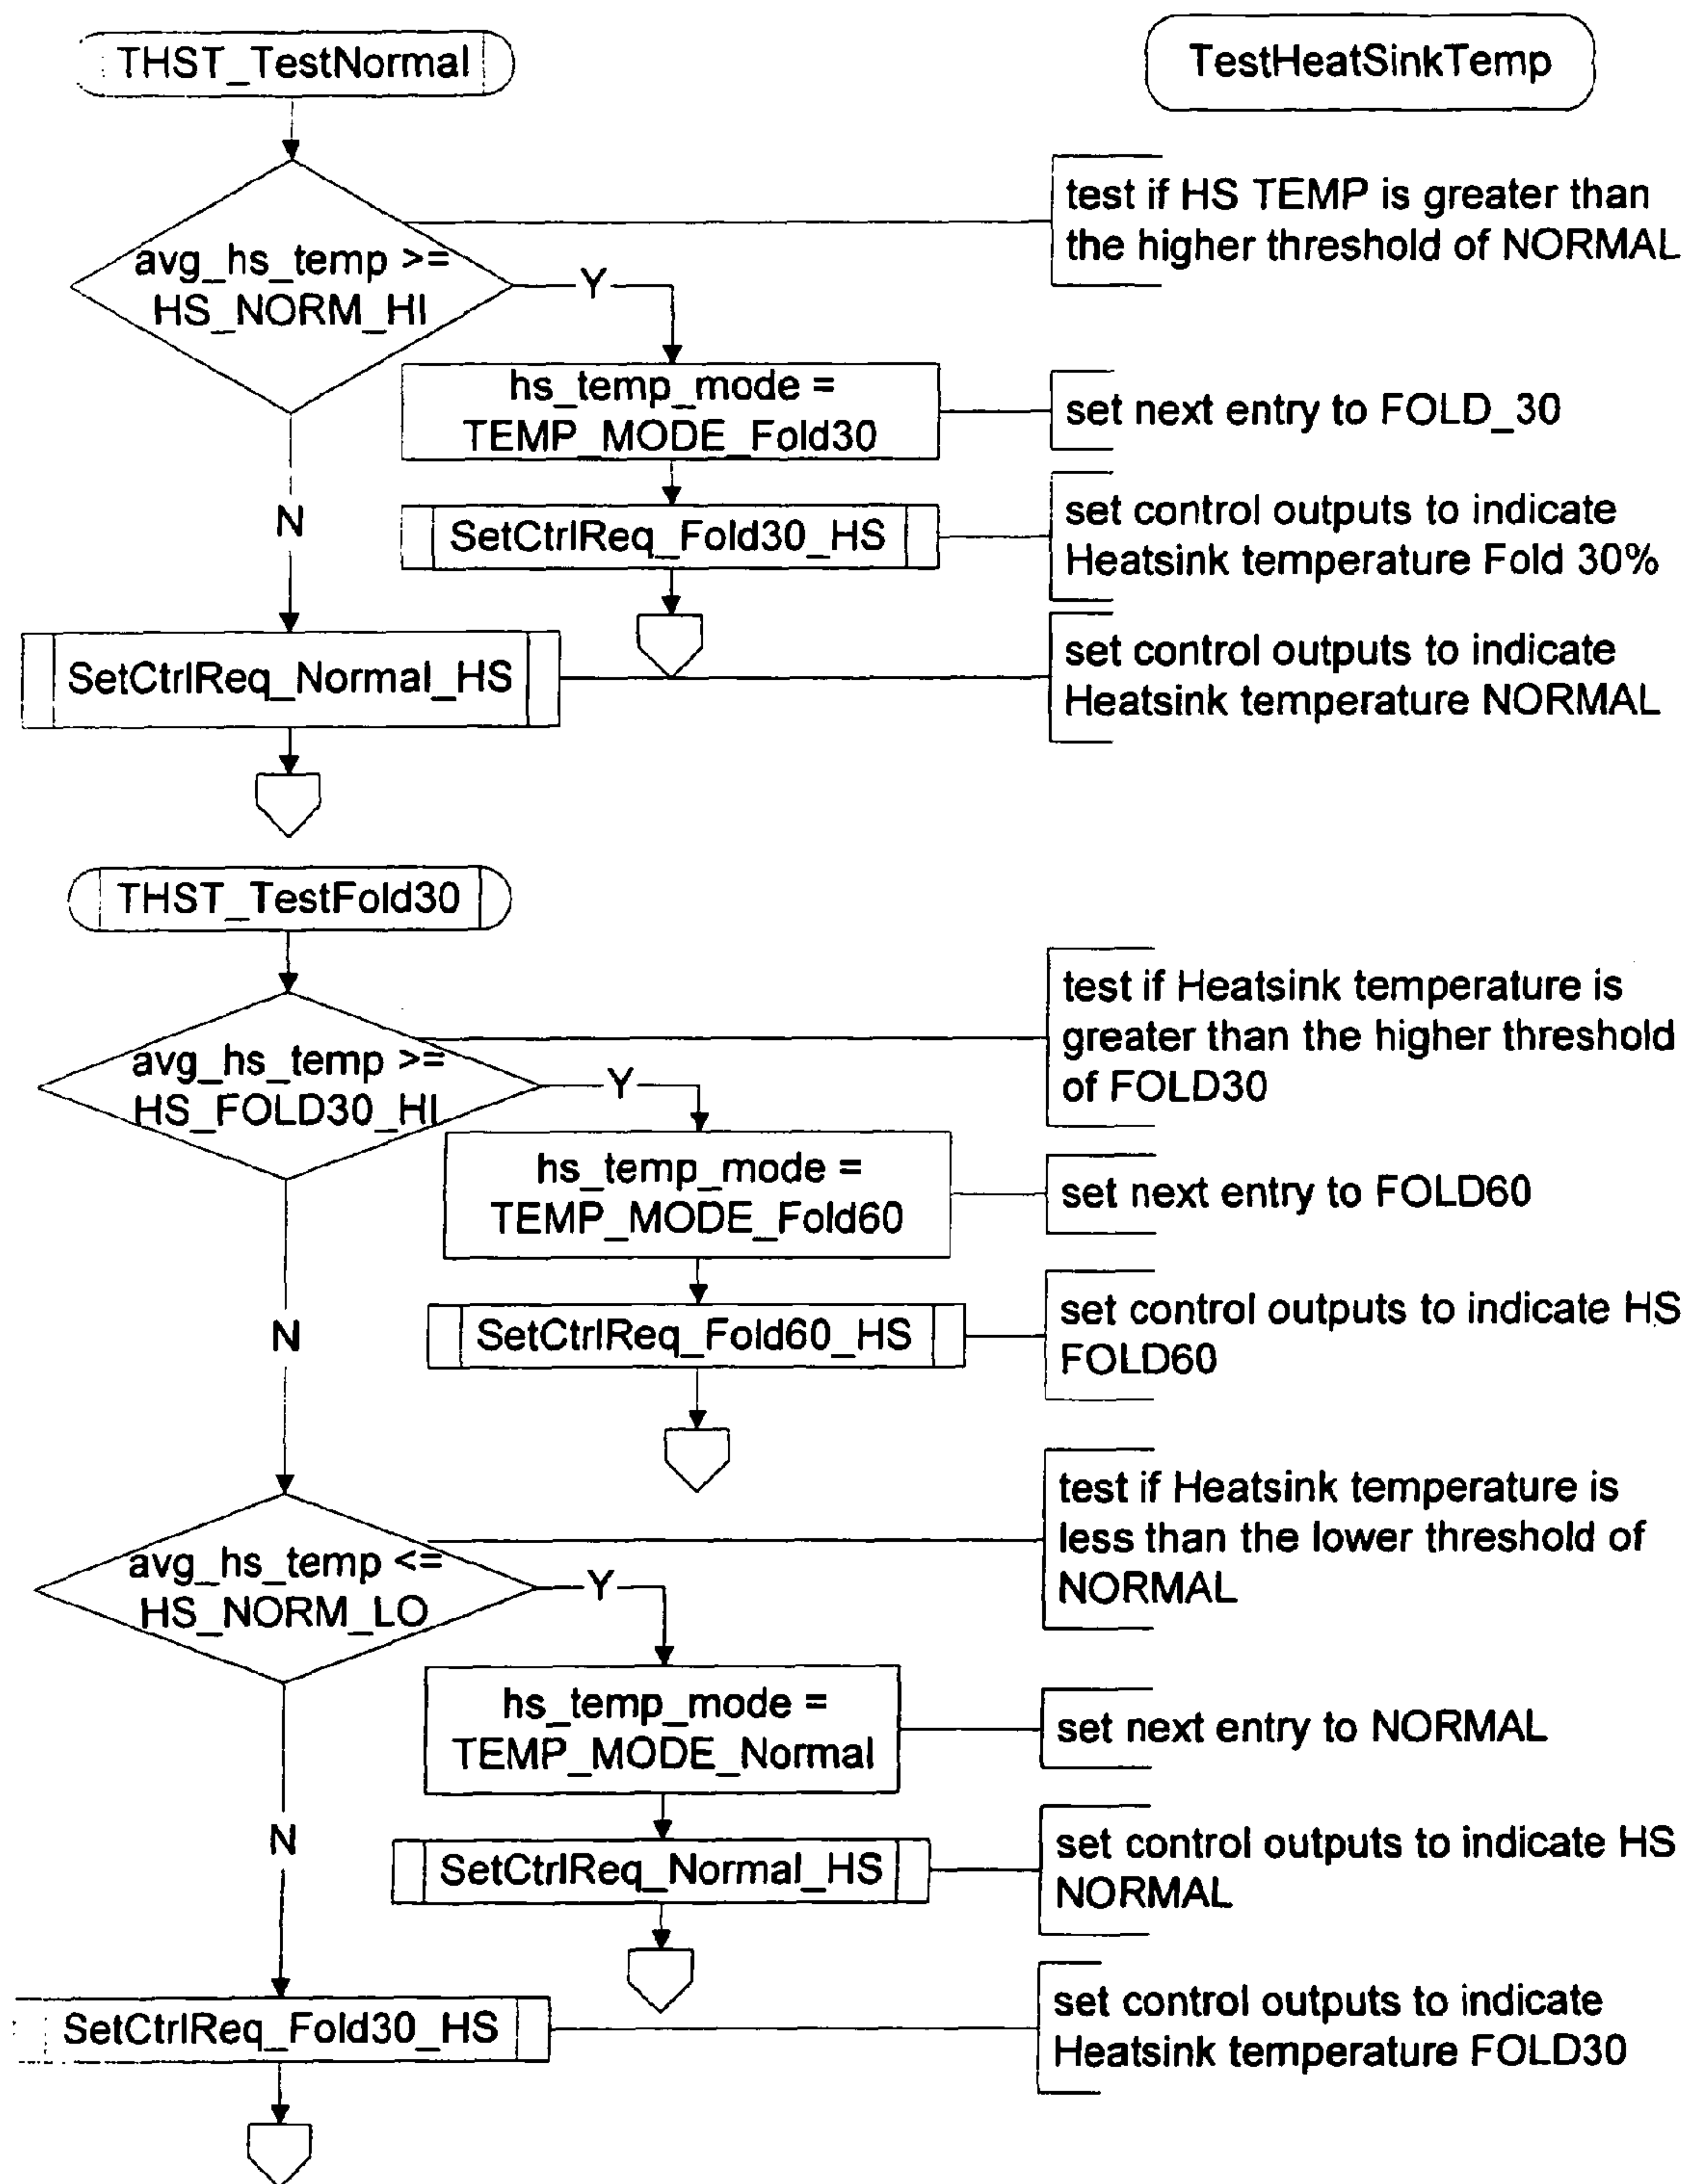 THST_TestNormal
TestHeatSinkTemp
avg_hs_temp >=
HS_NORM_HI
Y
N
test if HS TEMP is greater than
the higher threshold of NORMAL
hs_temp_mode =
TEMP_MODE_Fold30
set next entry to FOLD_30
SetCtrlReq_Fold30_HS
set control outputs to indicate
Heatsink temperature Fold 30%
SetCtrlReq_Normal_HS
set control outputs to indicate
Heatsink temperature NORMAL
THST_TestFold30
avg_hs_temp >=
HS_FOLD30_HI
Y
N
test if Heatsink temperature is
greater than the higher threshold
of FOLD30
hs_temp_mode =
TEMP_MODE_Fold60
set next entry to FOLD60
SetCtrlReq_Fold60_HS
set control outputs to indicate HS
FOLD60
avg_hs_temp <=
HS_NORM_LO
Y
N
test if Heatsink temperature is
less than the lower threshold of
NORMAL
hs_temp_mode =
TEMP_MODE_Normal
set next entry to NORMAL
SetCtrlReq_Normal_HS
set control outputs to indicate HS
NORMAL
SetCtrlReq_Fold30_HS
set control outputs to indicate
Heatsink temperature FOLD30